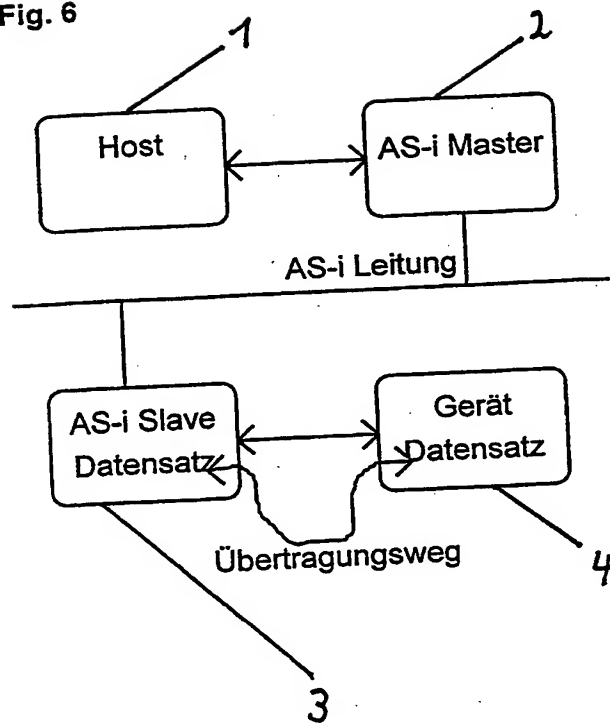 Fig. 6
1
2
Host
AS-i Master
AS-i Leitung
AS-i Slave
Datensatz
Gerät
Datensatz
Übertragungsweg
4
3